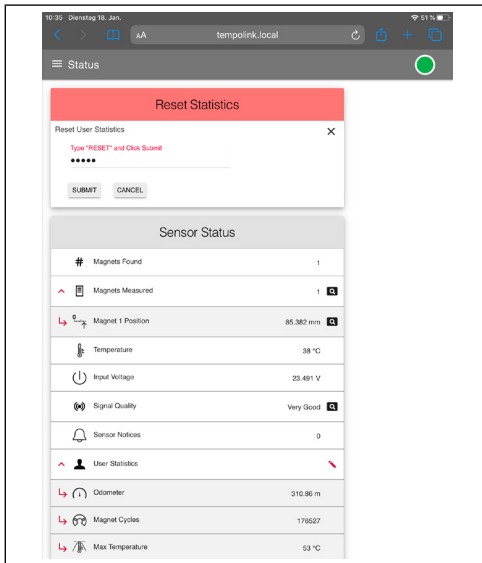 10:35 Dienstag 18. Jan.
51 %
AA
tempolink.local
Status
Reset Statistics
Reset User Statistics
Type "RESET" and Click Submit
SUBMIT CANCEL
Sensor Status
# Magnets Found 1
Magnets Measured 1
0 Magnet 1 Position 85.382 mm
Temperature 38 °C
Input Voltage 23.491 V
Signal Quality Very Good
Sensor Notices 0
User Statistics
Odometer 310.86 m
Magnet Cycles 176527
Max Temperature 53 °C